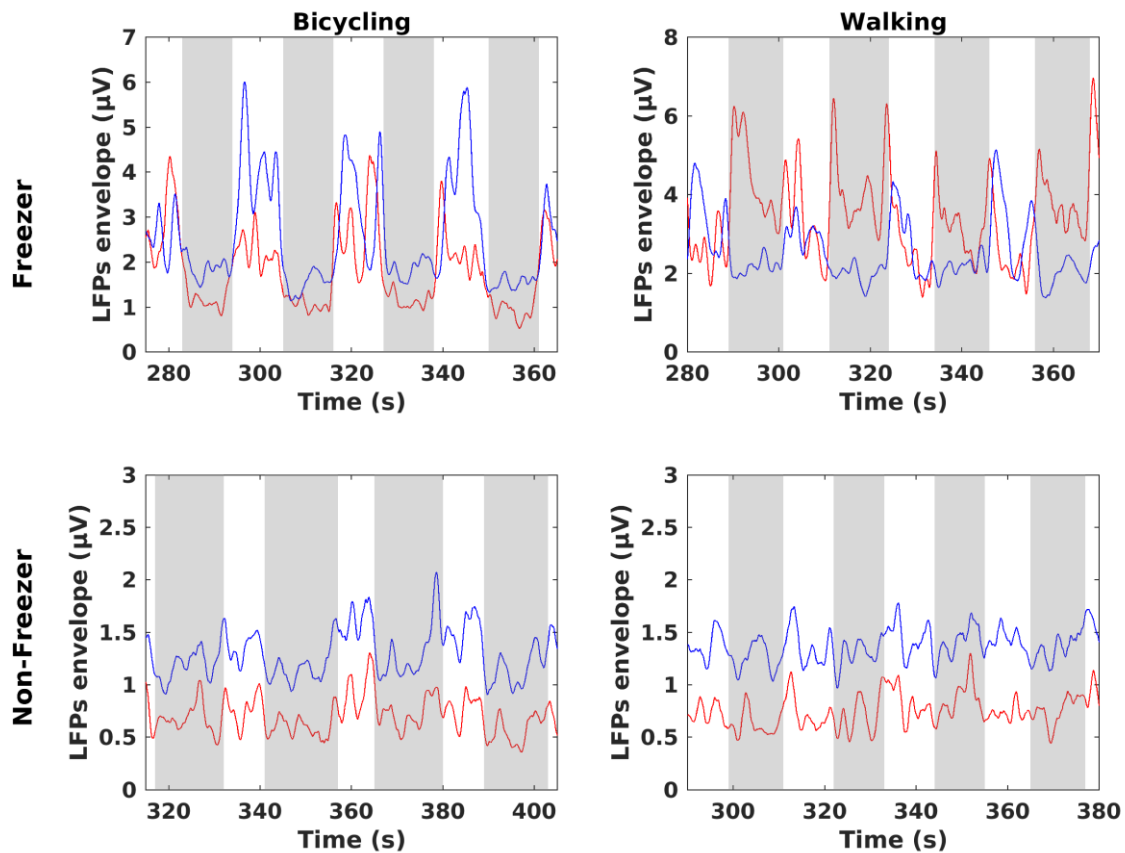 Bicycling
Walking
Freezer
7
6
5
4
3
2
1
0
LFPs envelope (μV)
280 300 320 340 360
Time (s)
8
6
4
2
0
LFPs envelope (μV)
280 300 320 340 360
Time (s)
Non-Freezer
3
2.5
2
1.5
1
0.5
0
LFPs envelope (μV)
320 340 360 380 400
Time (s)
3
2.5
2
1.5
1
0.5
0
LFPs envelope (μV)
300 320 340 360 380
Time (s)